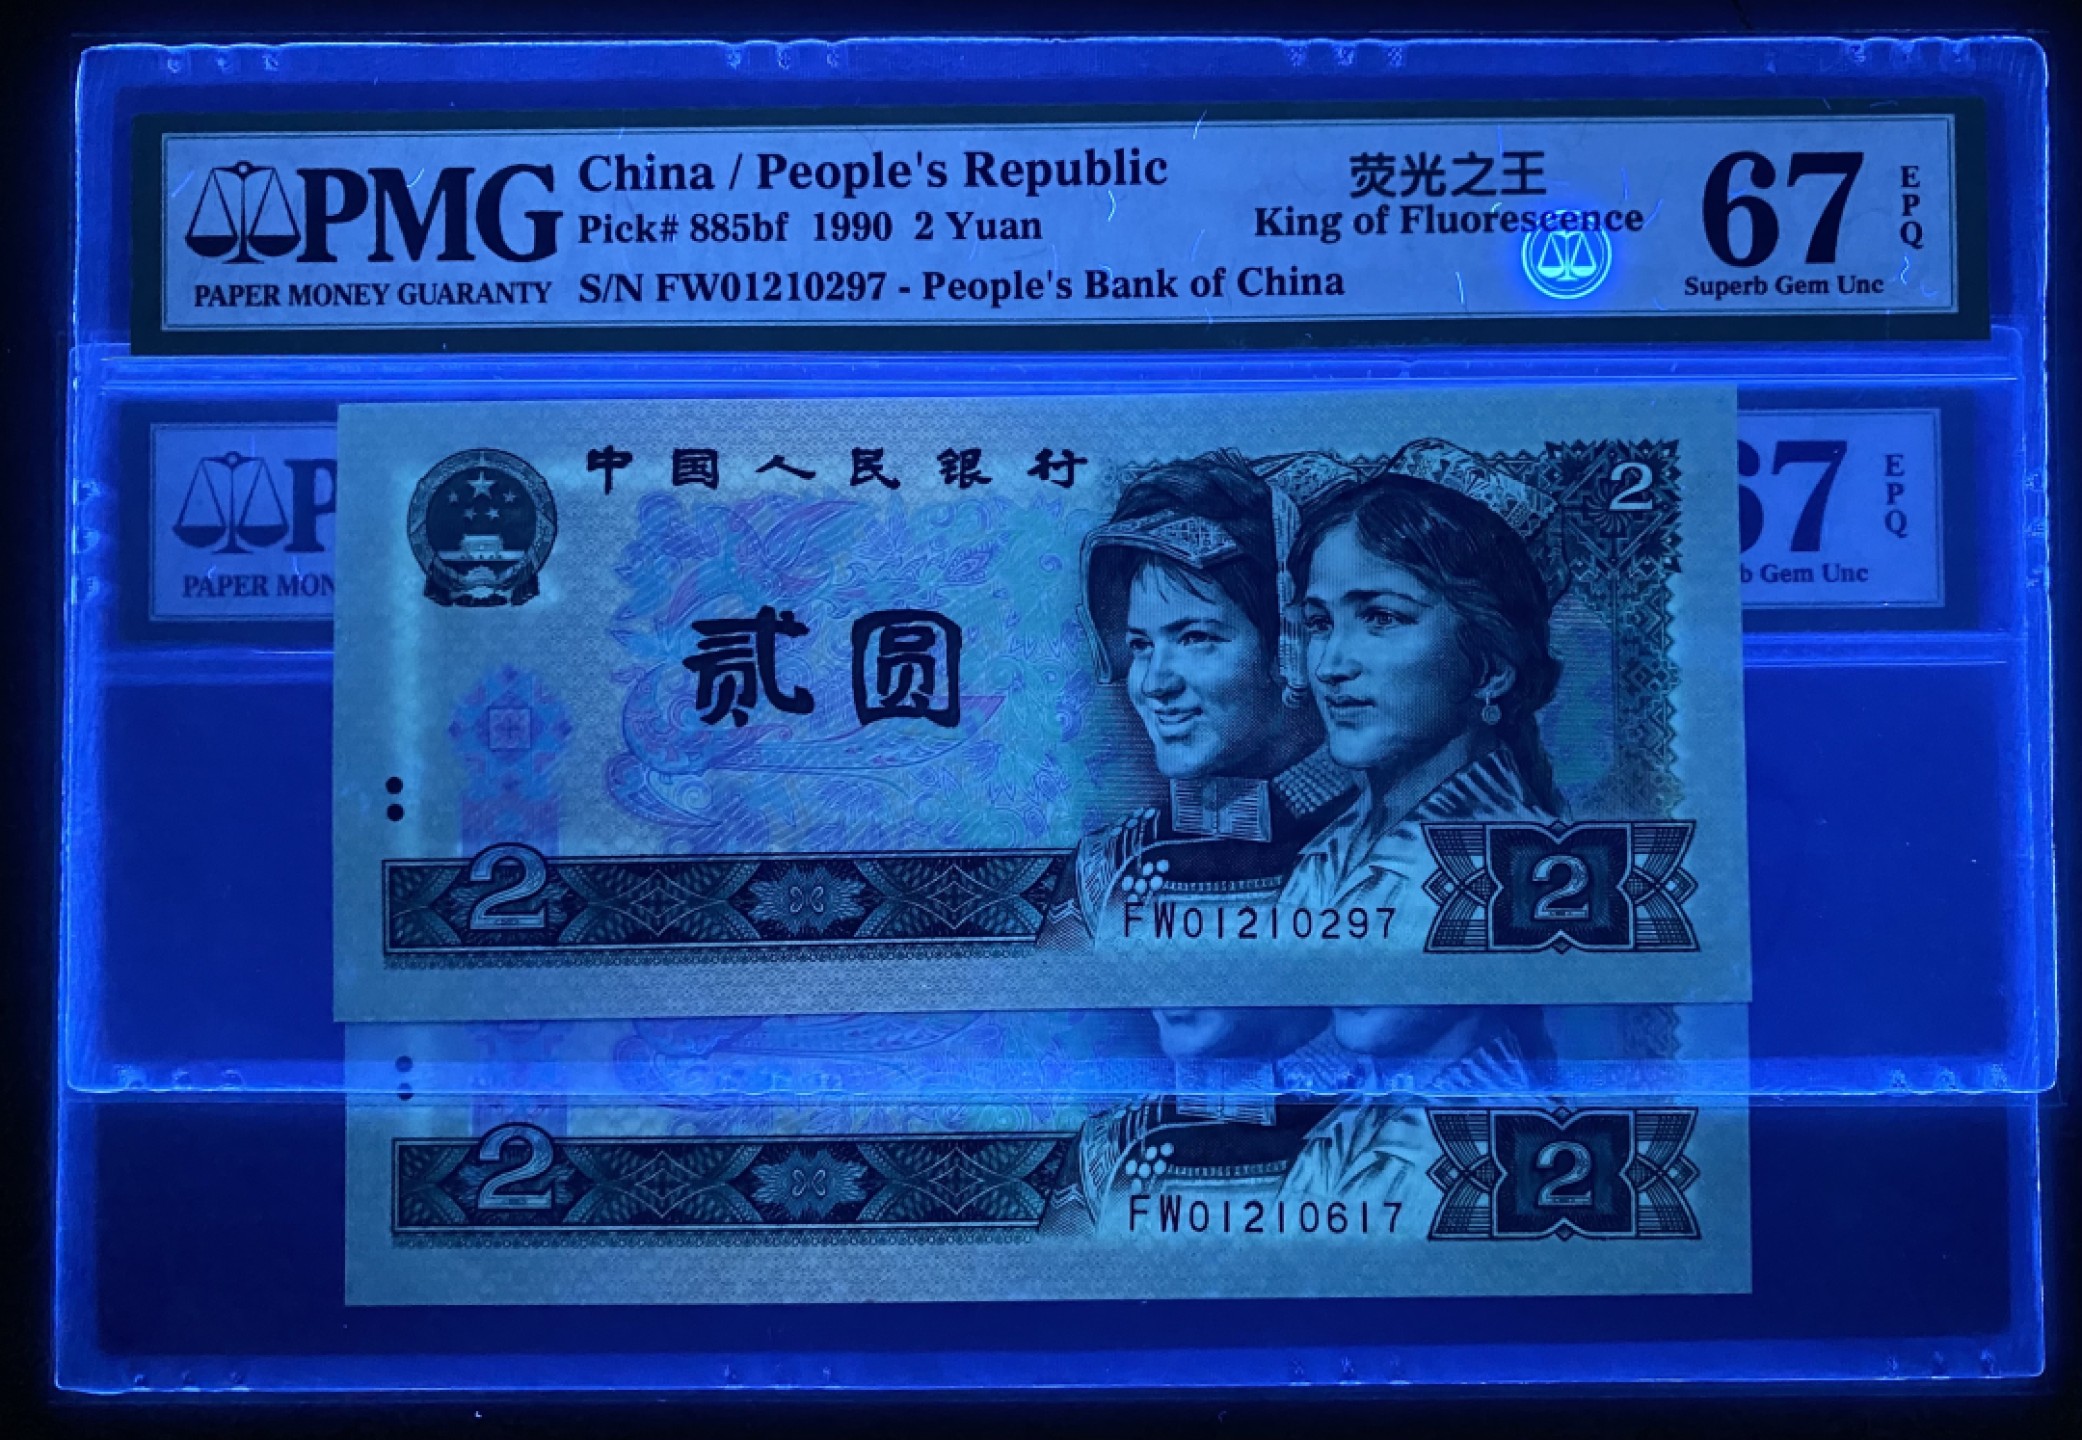 PMG
PAPER MONEY GUARANTY
China / People's Republic
Pick# 885bf 1990 2 Yuan
S/N FW01210297 - People's Bank of China
荧光之王
King of Fluorescence
67
EPQ
Superb Gem Unc
P
PAPER MON
67
EPQ
b Gem Unc
中国人民银行
2
贰圆
2
FW01210297
2
2
FW01210617
2